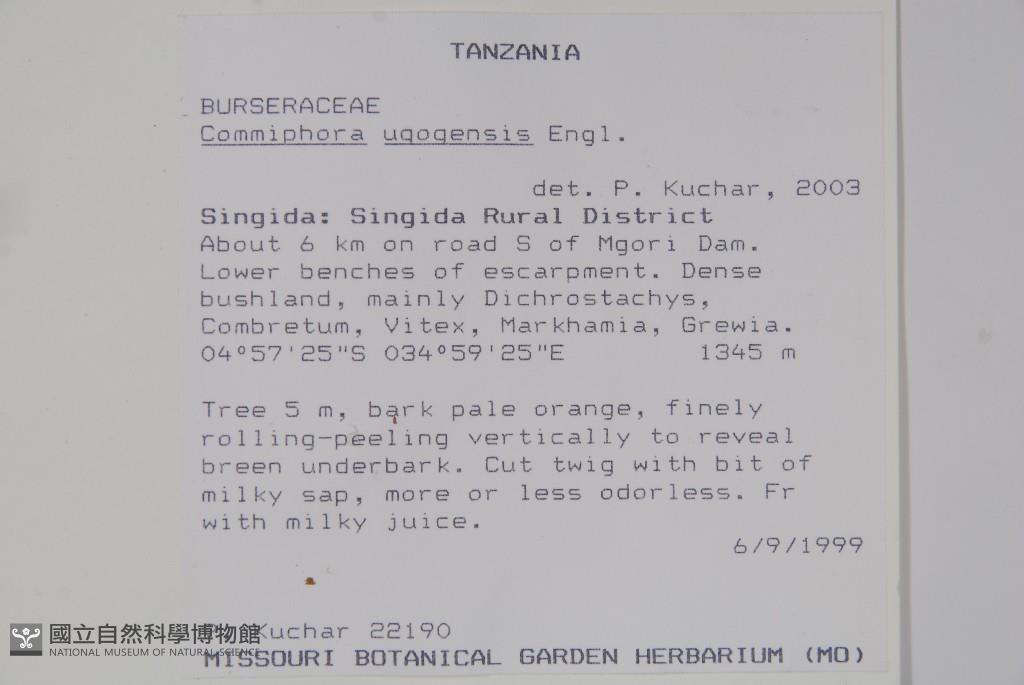 TANZANIA
BURSERACEAE
Commiphora ugogensis Engl.
det. P. Kuchar, 2003
Singida: Singida Rural District
About 6 km on road S of Mgori Dam.
Lower benches of escarpment. Dense
bushland, mainly Dichrostachys,
Combretum, Vitex, Markhamia, Grewia.
04°57'25"S 034°59'25"E 1345 m
Tree 5 m, bark pale orange, finely
rolling-peeling vertically to reveal
breen underbark. Cut twig with bit of
milky sap, more or less odorless. Fr
with milky juice.
6/9/1999
Kuchar 22190
國立自然科學博物館
NATIONAL MUSEUM OF NATURAL SCIENCE
MISSOURI BOTANICAL GARDEN HERBARIUM (MO)